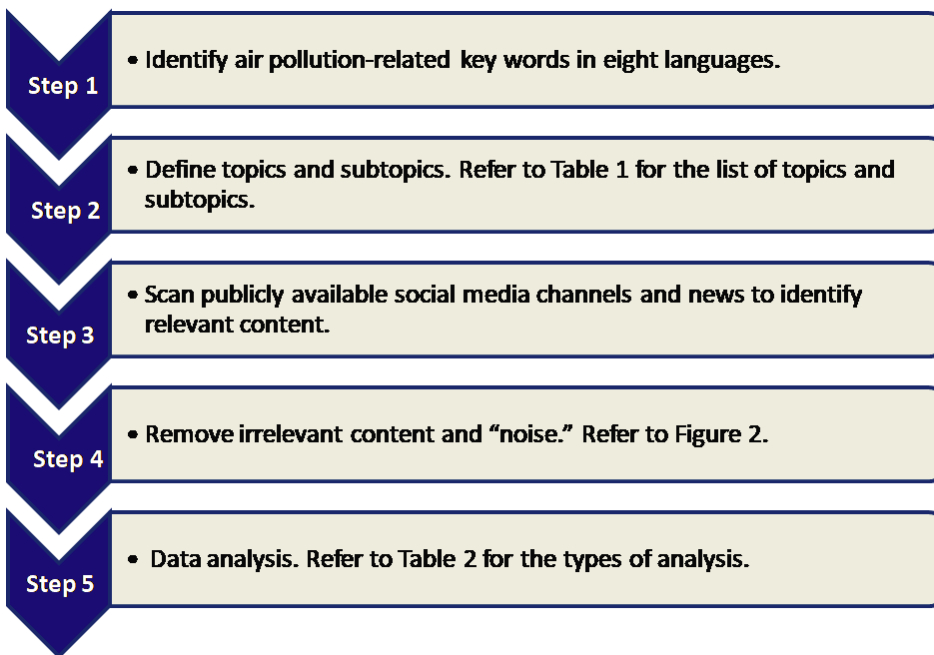 Step 1
• Identify air pollution-related key words in eight languages.
Step 2
• Define topics and subtopics. Refer to Table 1 for the list of topics and
subtopics.
Step 3
• Scan publicly available social media channels and news to identify
relevant content.
Step 4
• Remove irrelevant content and “noise.” Refer to Figure 2.
Step 5
• Data analysis. Refer to Table 2 for the types of analysis.